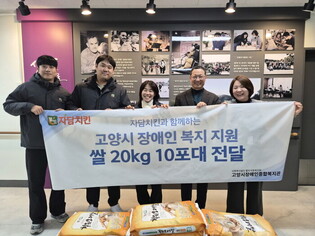 자담치킨
자담치킨과 함께하는
고양시 장애인 복지 지원
쌀 20kg 10포대 전달
고양시장애인종합복지관